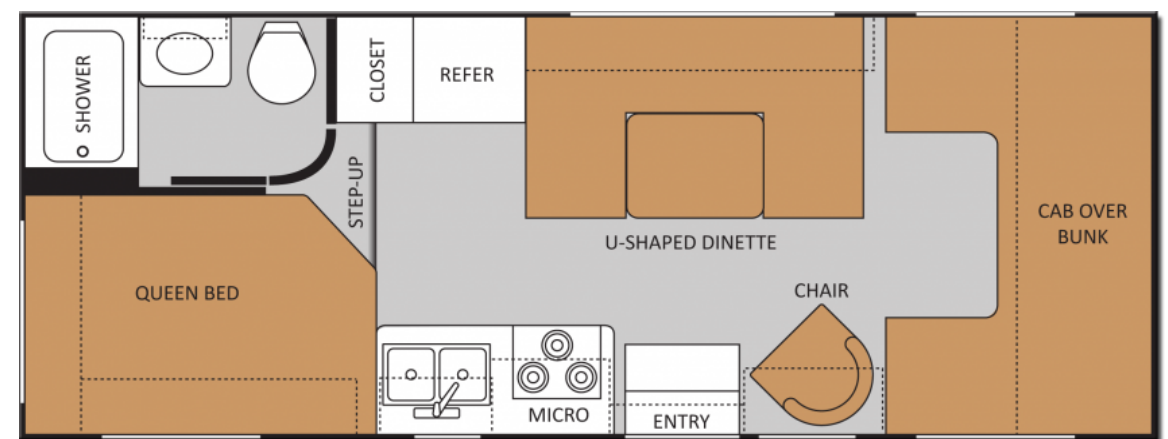 SHOWER
CLOSET
REFER
STEP-UP
U-SHAPED DINETTE
CAB OVER
BUNK
QUEEN BED
CHAIR
MICRO
ENTRY